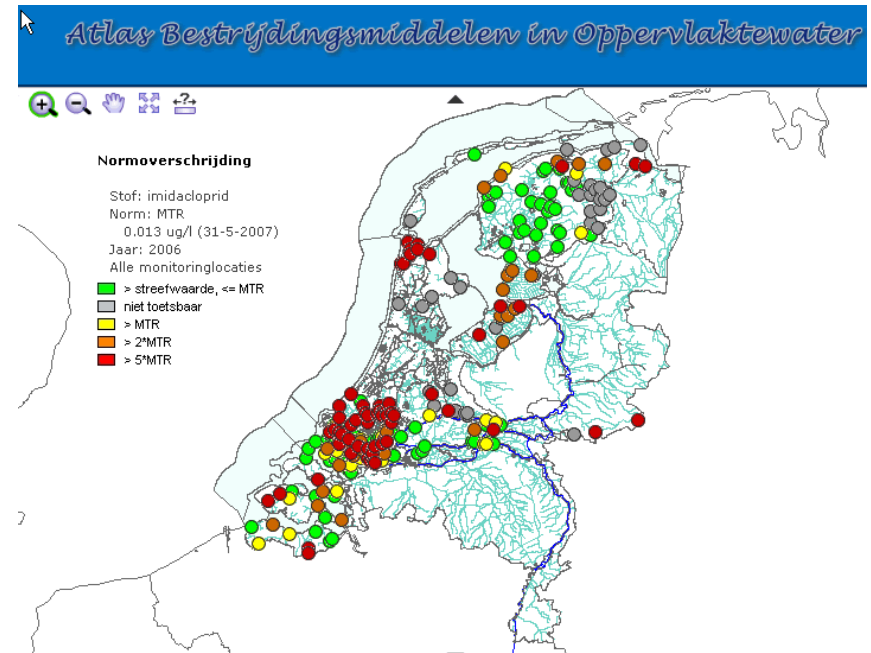 Atlas Bestrijdingsmiddelen in Oppervlaktewater
Normoverschrijding
Stof: imidacloprid
Norm: MTR
0.013 ug/l (31-5-2007)
Jaar: 2006
Alle monitoringlocaties
> streefwaarde, <= MTR
niet toetsbaar
> MTR
> 2*MTR
> 5*MTR